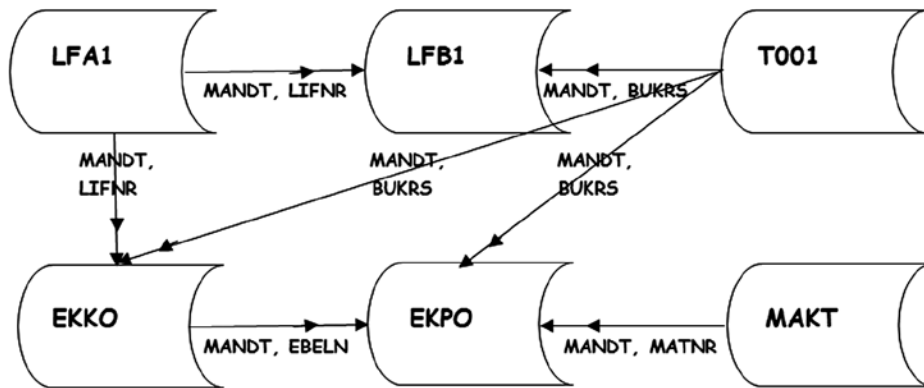 LFA1
LFB1
T001
MANDT, LIFNR
MANDT, BUKRS
MANDT,
LIFNR
MANDT,
BUKRS
MANDT,
BUKRS
EKKO
EKPO
MAKT
MANDT, EBELN
MANDT, MATNR